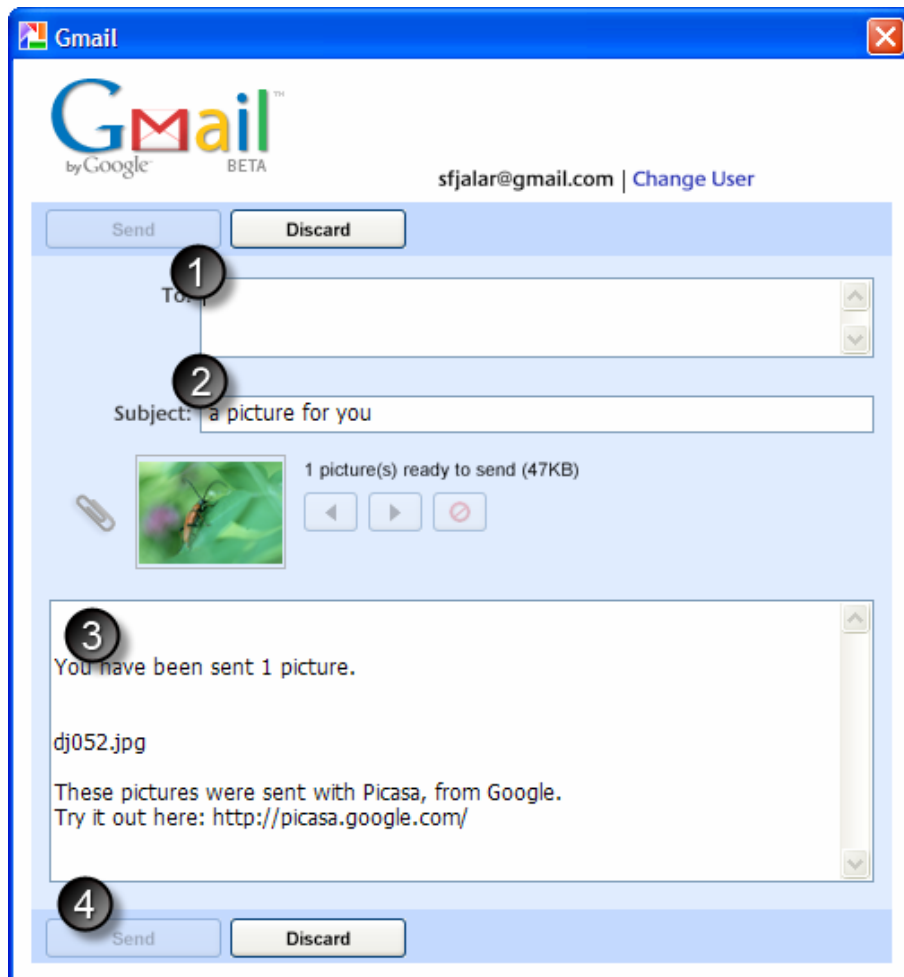 Gmail
Gmail™
by Google™ BETA
sfjalar@gmail.com | Change User
Send Discard
1
To:
2
Subject: a picture for you
1 picture(s) ready to send (47KB)
3
You have been sent 1 picture.
dj052.jpg
These pictures were sent with Picasa, from Google.
Try it out here: http://picasa.google.com/
4
Send Discard